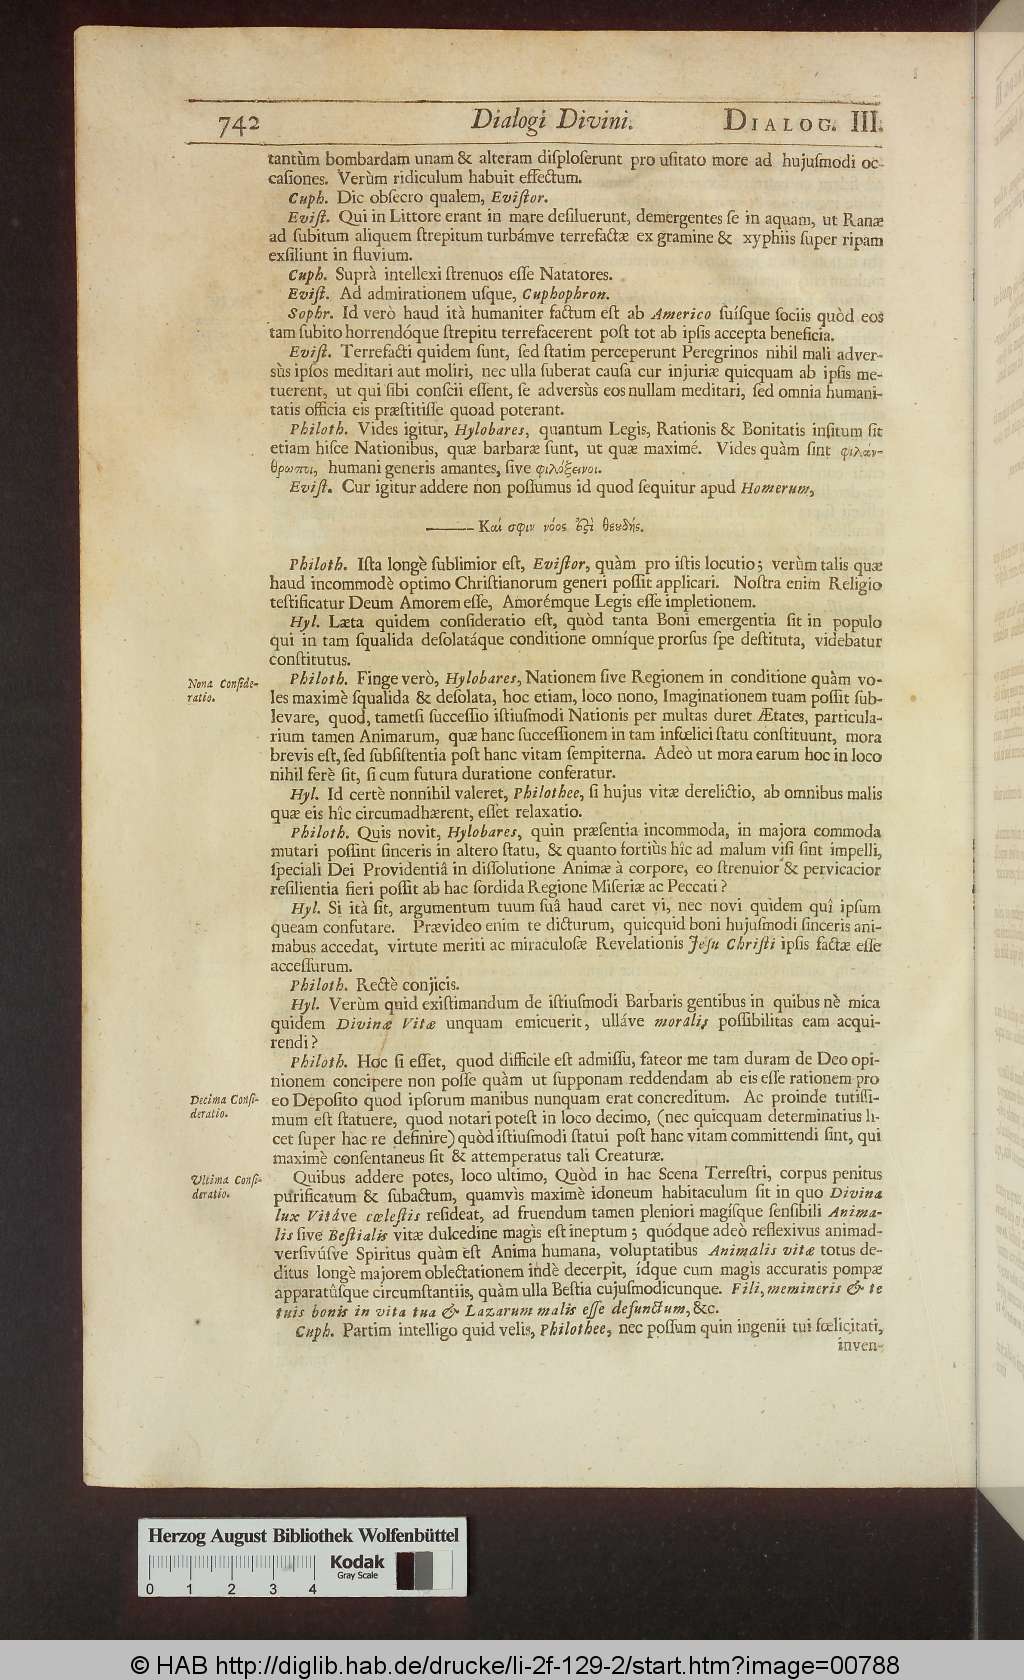 742 Dialogi Divini. DIALOG. III.
tantùm bombardam unam & alteram diſploſerunt pro uſitato more ad hujuſmodi oc-
caſiones. Verùm ridiculum habuit effectum.
Cuph. Dic obſecro qualem, Eviſtor.
Eviſt. Qui in Littore erant in mare deſiluerunt, demergentes ſe in aquam, ut Ranæ
ad ſubitum aliquem ſtrepitum turbámve terrefactæ ex gramine & xyphiis ſuper ripam
exſiliunt in fluvium.
Cuph. Suprà intellexi ſtrenuos eſſe Natatores.
Eviſt. Ad admirationem uſque, Cuphophron.
Sophr. Id verò haud ità humaniter factum eſt ab Americo ſuíſque ſociis quòd eos
tam ſubito horrendóque ſtrepitu terrefacerent poſt tot ab ipſis accepta beneficia.
Eviſt. Terrefacti quidem ſunt, ſed ſtatim perceperunt Peregrinos nihil mali adver-
sùs ipſos meditari aut moliri, nec ulla ſuberat cauſa cur injuriæ quicquam ab ipſis me-
tuerent, ut qui ſibi conſcii eſſent, ſe adversùs eos nullam meditari, ſed omnia humani-
tatis officia eis præſtitiſſe quoad poterant.
Philoth. Vides igitur, Hylobares, quantum Legis, Rationis & Bonitatis inſitum ſit
etiam hiſce Nationibus, quæ barbaræ ſunt, ut quæ maximé. Vides quàm ſint φιλάν-
θρωποι, humani generis amantes, ſive φιλόξεινοι.
Eviſt. Cur igitur addere non poſſumus id quod ſequitur apud Homerum,
——— Καί σφιν νόος ἐϛὶ θεȣδής.
Philoth. Iſta longè ſublimior eſt, Eviſtor, quàm pro iſtis locutio; verùm talis quæ
haud incommodè optimo Chriſtianorum generi poſſit applicari. Noſtra enim Religio
teſtificatur Deum Amorem eſſe, Amorémque Legis eſſe impletionem.
Hyl. Læta quidem conſideratio eſt, quòd tanta Boni emergentia ſit in populo
qui in tam ſqualida deſolatáque conditione omníque prorſus ſpe deſtituta, videbatur
conſtitutus.
Nona Conſide-
ratio.
Philoth. Finge verò, Hylobares, Nationem ſive Regionem in conditione quàm vo-
les maximè ſqualida & deſolata, hoc etiam, loco nono, Imaginationem tuam poſſit ſub-
levare, quod, tametſi ſucceſſio iſtiuſmodi Nationis per multas duret Ætates, particula-
rium tamen Animarum, quæ hanc ſucceſſionem in tam infœlici ſtatu conſtituunt, mora
brevis eſt, ſed ſubſiſtentia poſt hanc vitam ſempiterna. Adeò ut mora earum hoc in loco
nihil ferè ſit, ſi cum futura duratione conferatur.
Hyl. Id certè nonnihil valeret, Philothee, ſi hujus vitæ derelictio, ab omnibus malis
quæ eis hîc circumadhærent, eſſet relaxatio.
Philoth. Quis novit, Hylobares, quin præſentia incommoda, in majora commoda
mutari poſſint ſinceris in altero ſtatu, & quanto fortiùs hîc ad malum viſi ſint impelli,
ſpeciali Dei Providentiâ in diſſolutione Animæ à corpore, eo ſtrenuior & pervicacior
reſilientia fieri poſſit ab hac ſordida Regione Miſeriæ ac Peccati?
Hyl. Si ità ſit, argumentum tuum ſuâ haud caret vi, nec novi quidem quî ipſum
queam confutare. Prævideo enim te dicturum, quicquid boni hujuſmodi ſinceris ani-
mabus accedat, virtute meriti ac miraculoſæ Revelationis Jeſu Chriſti ipſis factæ eſſe
acceſſurum.
Philoth. Rectè conjicis.
Hyl. Verùm quid exiſtimandum de iſtiuſmodi Barbaris gentibus in quibus nè mica
quidem Divinæ Vitæ unquam emicuerit, ulláve moralis poſſibilitas eam acqui-
rendi?
Philoth. Hoc ſi eſſet, quod difficile eſt admiſſu, fateor me tam duram de Deo opi-
nionem concipere non poſſe quàm ut ſupponam reddendam ab eis eſſe rationem pro
Decima Conſi-
deratio.
eo Depoſito quod ipſorum manibus nunquam erat concreditum. Ac proinde tutiſſi-
mum eſt ſtatuere, quod notari poteſt in loco decimo, (nec quicquam determinatius li-
cet ſuper hac re definire) quòd iſtiuſmodi ſtatui poſt hanc vitam committendi ſint, qui
maximè conſentaneus ſit & attemperatus tali Creaturæ.
Ultima Conſi-
deratio.
Quibus addere potes, loco ultimo, Quòd in hac Scena Terreſtri, corpus penitus
purificatum & ſubactum, quamvìs maximè idoneum habitaculum ſit in quo Divina
lux Vitáve cœleſtis reſideat, ad fruendum tamen pleniori magíſque ſenſibili Anima-
lis ſive Beſtialis vitæ dulcedine magìs eſt ineptum; quódque adeò reflexivus animad-
verſivúſve Spiritus quàm eſt Anima humana, voluptatibus Animalis vitæ totus de-
ditus longè majorem oblectationem indè decerpit, ídque cum magis accuratis pompæ
apparatûſque circumſtantiis, quàm ulla Beſtia cujuſmodicunque. Fili, memineris & te
tuis bonis in vita tua & Lazarum malis eſſe defunctum, &c.
Cuph. Partim intelligo quid velis, Philothee, nec poſſum quin ingenii tui fœlicitati,
inven-
Herzog August Bibliothek Wolfenbüttel
Kodak
Gray Scale
0 1 2 3 4
© HAB http://diglib.hab.de/drucke/li-2f-129-2/start.htm?image=00788